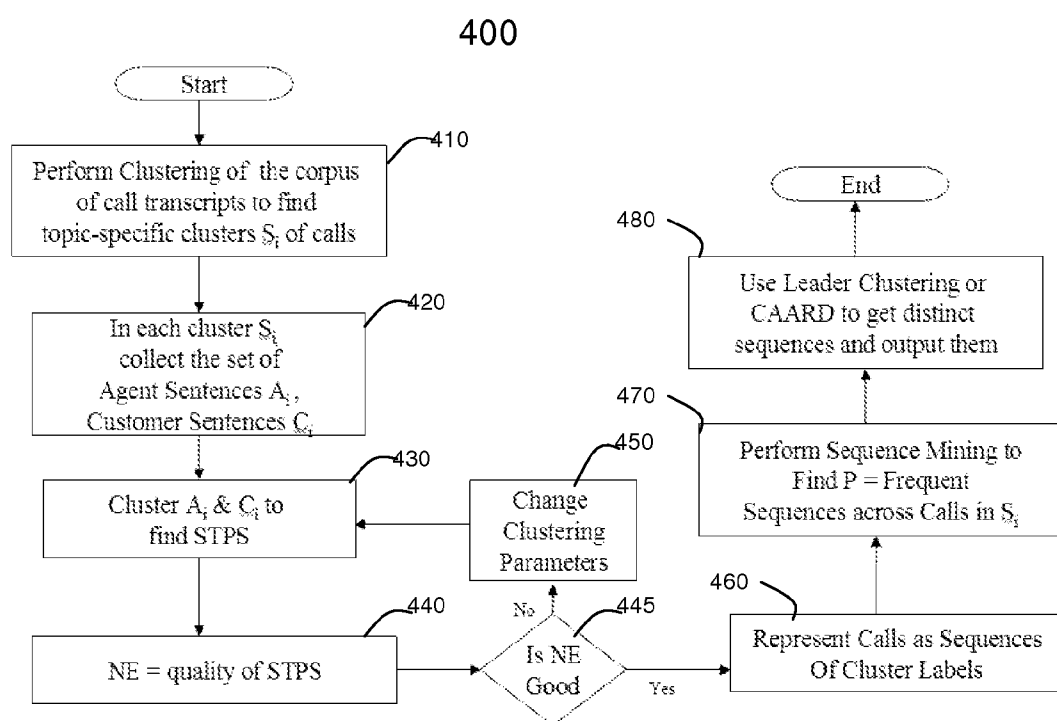 400
Start
410
Perform Clustering of the corpus
of call transcripts to find
topic-specific clusters Si of calls
420
In each cluster Si
collect the set of
Agent Sentences Ai ,
Customer Sentences Ci
430
Cluster Ai & Ci to
find STPS
440
NE = quality of STPS
445
Is NE
Good
No
Yes
450
Change
Clustering
Parameters
460
Represent Calls as Sequences
Of Cluster Labels
470
Perform Sequence Mining to
Find P = Frequent
Sequences across Calls in Si
480
Use Leader Clustering or
CAARD to get distinct
sequences and output them
End